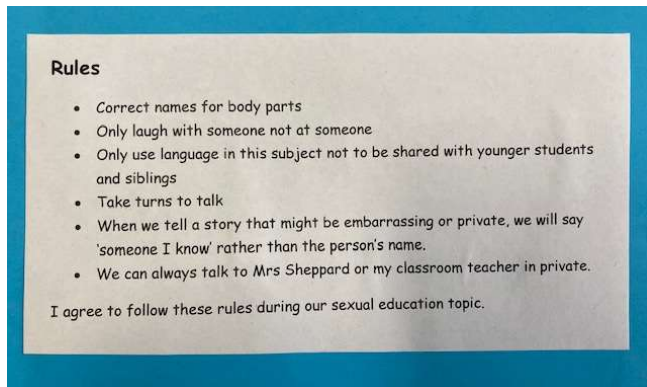 Rules
• Correct names for body parts
• Only laugh with someone not at someone
• Only use language in this subject not to be shared with younger students
and siblings
• Take turns to talk
• When we tell a story that might be embarrassing or private, we will say
'someone I know' rather than the person's name.
• We can always talk to Mrs Sheppard or my classroom teacher in private.
I agree to follow these rules during our sexual education topic.